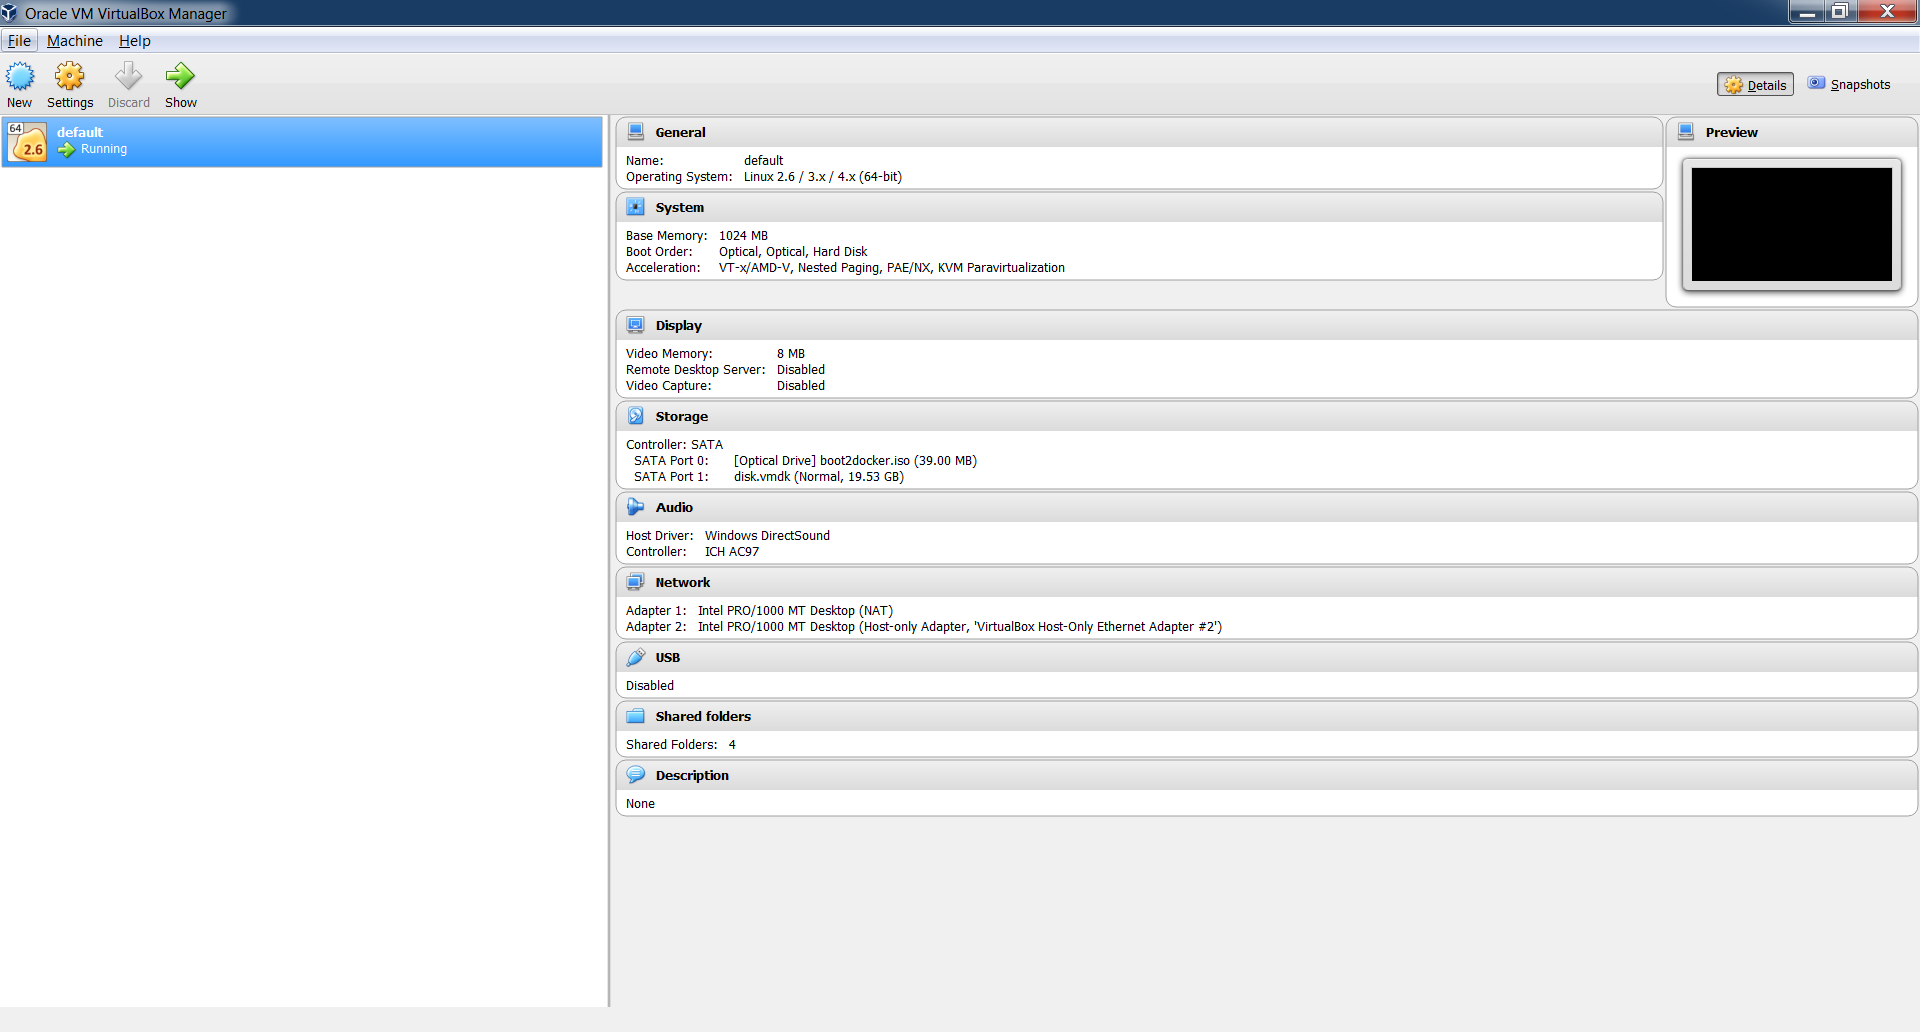 Oracle VM VirtualBox Manager
File Machine Help
New Settings Discard Show
Details Snapshots
64
2.6
default
Running
General
Name: default
Operating System: Linux 2.6 / 3.x / 4.x (64-bit)
Preview
System
Base Memory: 1024 MB
Boot Order: Optical, Optical, Hard Disk
Acceleration: VT-x/AMD-V, Nested Paging, PAE/NX, KVM Paravirtualization
Display
Video Memory: 8 MB
Remote Desktop Server: Disabled
Video Capture: Disabled
Storage
Controller: SATA
SATA Port 0: [Optical Drive] boot2docker.iso (39.00 MB)
SATA Port 1: disk.vmdk (Normal, 19.53 GB)
Audio
Host Driver: Windows DirectSound
Controller: ICH AC97
Network
Adapter 1: Intel PRO/1000 MT Desktop (NAT)
Adapter 2: Intel PRO/1000 MT Desktop (Host-only Adapter, 'VirtualBox Host-Only Ethernet Adapter #2')
USB
Disabled
Shared folders
Shared Folders: 4
Description
None